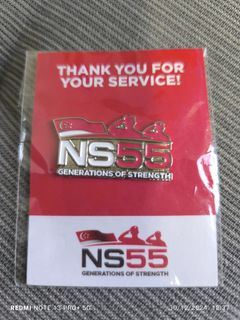 THANK YOU FOR
YOUR SERVICE!
NS55
GENERATIONS OF STRENGTH
NS55
GENERATIONS OF STRENGTH
REDMI NOTE 13 PRO+ 5G